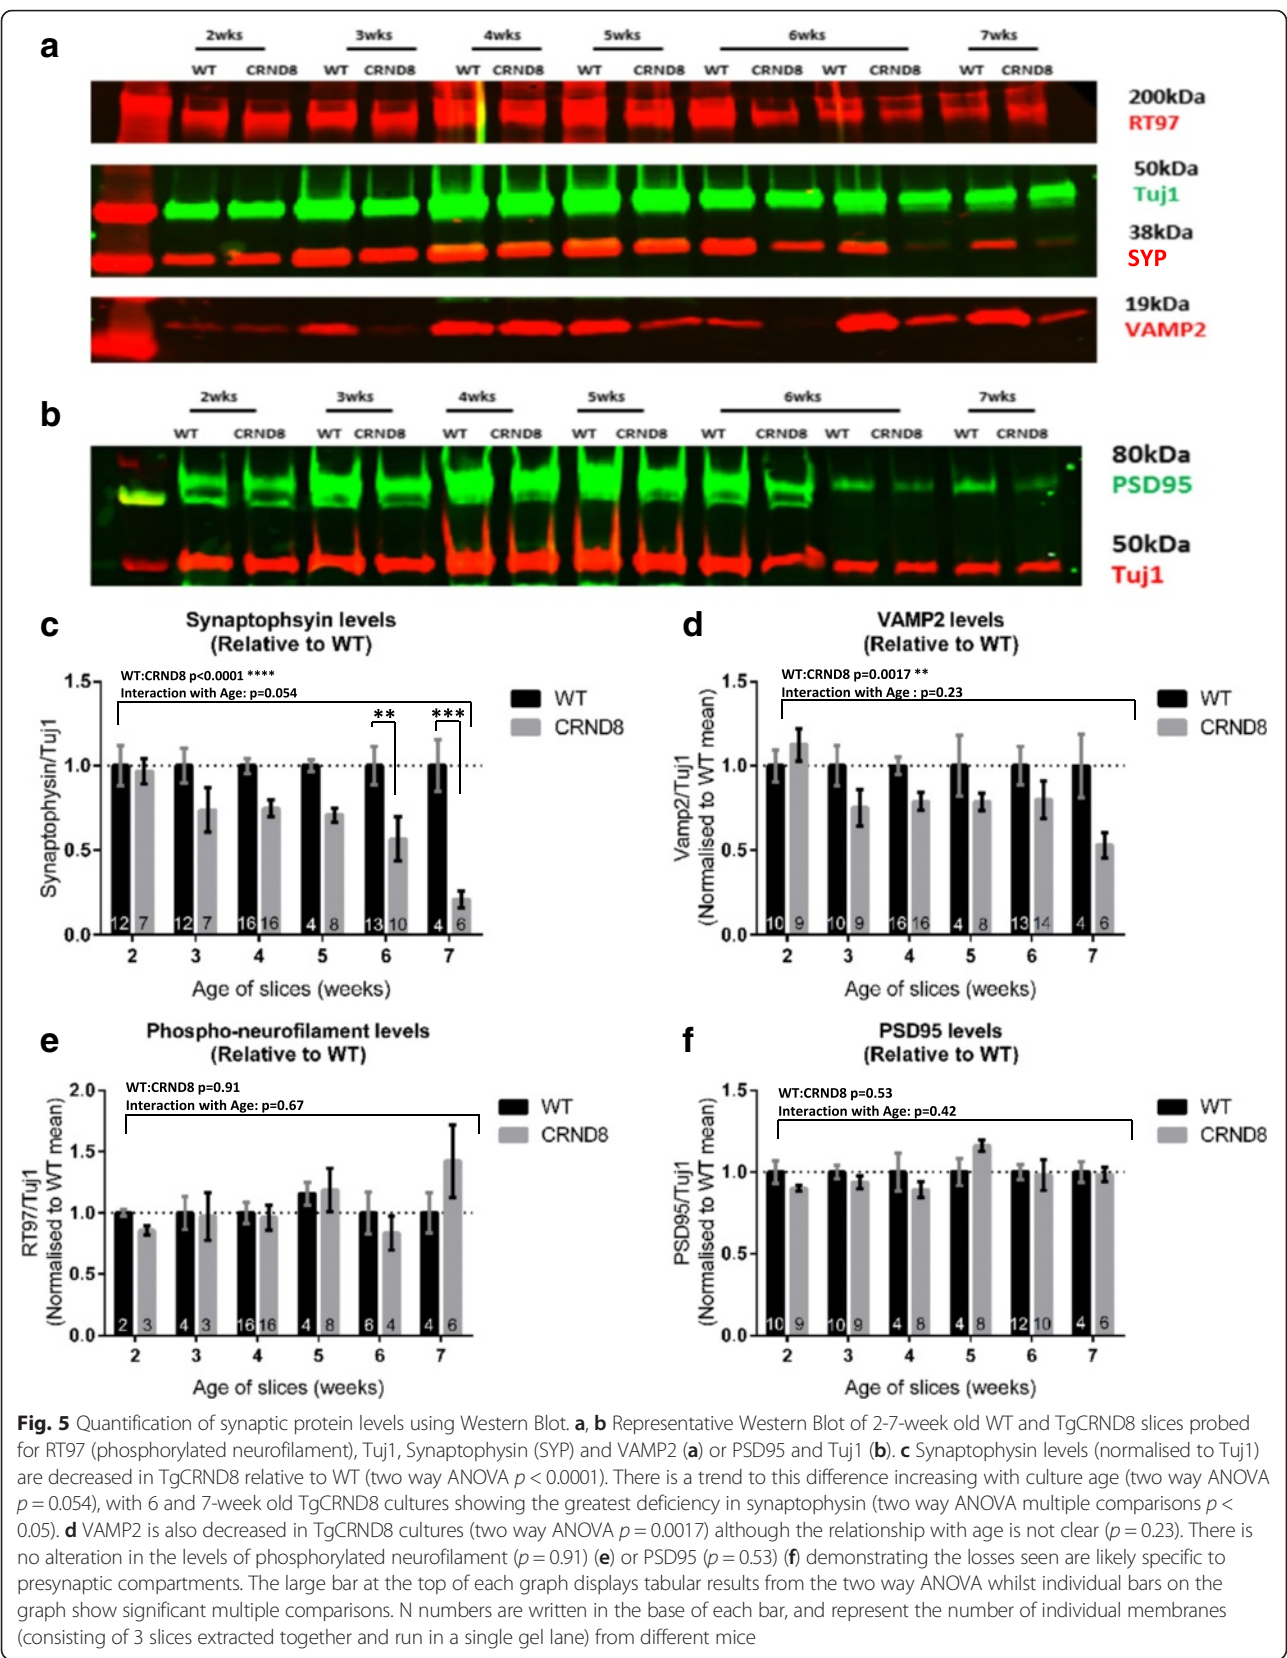 a
2wks 3wks 4wks 5wks 6wks 7wks
WT CRND8 WT CRND8 WT CRND8 WT CRND8 WT CRND8 WT CRND8 WT CRND8
200kDa
RT97
50kDa
Tuj1
38kDa
SYP
19kDa
VAMP2
b
2wks 3wks 4wks 5wks 6wks 7wks
WT CRND8 WT CRND8 WT CRND8 WT CRND8 WT CRND8 WT CRND8 WT CRND8
80kDa
PSD95
50kDa
Tuj1
c
Synaptophsyin levels
(Relative to WT)
WT:CRND8 p<0.0001 ****
Interaction with Age: p=0.054
** ***
WT
CRND8
Synaptophysin/Tuj1
1.5
1.0
0.5
0.0
12 7 12 7 16 16 4 8 13 10 4 6
2 3 4 5 6 7
Age of slices (weeks)
d
VAMP2 levels
(Relative to WT)
WT:CRND8 p=0.0017 **
Interaction with Age : p=0.23
WT
CRND8
Vamp2/Tuj1
(Normalised to WT mean)
1.5
1.0
0.5
0.0
10 9 10 9 16 16 4 8 13 14 4 6
2 3 4 5 6 7
Age of slices (weeks)
e
Phospho-neurofilament levels
(Relative to WT)
WT:CRND8 p=0.91
Interaction with Age: p=0.67
WT
CRND8
RT97/Tuj1
(Normalised to WT mean)
2.0
1.5
1.0
0.5
0.0
2 3 4 3 16 16 4 8 6 4 4 6
2 3 4 5 6 7
Age of slices (weeks)
f
PSD95 levels
(Relative to WT)
WT:CRND8 p=0.53
Interaction with Age: p=0.42
WT
CRND8
PSD95/Tuj1
(Normalised to WT mean)
1.5
1.0
0.5
0.0
10 9 10 9 4 8 4 8 12 10 4 6
2 3 4 5 6 7
Age of slices (weeks)
Fig. 5 Quantification of synaptic protein levels using Western Blot. a, b Representative Western Blot of 2-7-week old WT and TgCRND8 slices probed
for RT97 (phosphorylated neurofilament), Tuj1, Synaptophysin (SYP) and VAMP2 (a) or PSD95 and Tuj1 (b). c Synaptophysin levels (normalised to Tuj1)
are decreased in TgCRND8 relative to WT (two way ANOVA p < 0.0001). There is a trend to this difference increasing with culture age (two way ANOVA
p = 0.054), with 6 and 7-week old TgCRND8 cultures showing the greatest deficiency in synaptophysin (two way ANOVA multiple comparisons p <
0.05). d VAMP2 is also decreased in TgCRND8 cultures (two way ANOVA p = 0.0017) although the relationship with age is not clear (p = 0.23). There is
no alteration in the levels of phosphorylated neurofilament (p = 0.91) (e) or PSD95 (p = 0.53) (f) demonstrating the losses seen are likely specific to
presynaptic compartments. The large bar at the top of each graph displays tabular results from the two way ANOVA whilst individual bars on the
graph show significant multiple comparisons. N numbers are written in the base of each bar, and represent the number of individual membranes
(consisting of 3 slices extracted together and run in a single gel lane) from different mice